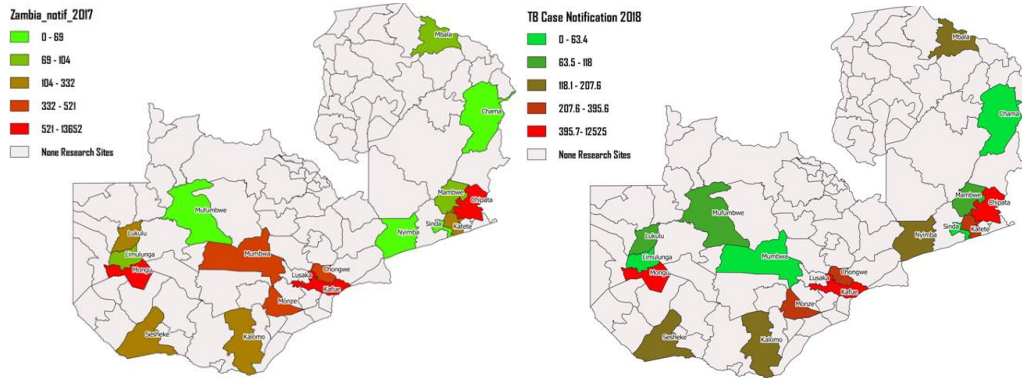 Zambia_notif_2017
0 - 69
69 - 104
104 - 332
332 - 521
521 - 13652
None Research Sites
Mbala
Chama
Mambwe
Chipata
Sinda
Katete
Nyimba
Mufumbwe
Lukulu
Limulunga
Mongu
Mumbwa
Chongwe
Lusaka
Kafue
Monze
Sesheke
Kalomo
TB Case Notification 2018
0 - 63.4
63.5 - 118
118.1 - 207.6
207.6 - 395.6
395.7- 12525
None Research Sites
Mbala
Chama
Mambwe
Chipata
Sinda
Katete
Nyimba
Mufumbwe
Lukulu
Limulunga
Mongu
Mumbwa
Chongwe
Lusaka
Kafue
Monze
Sesheke
Kalomo